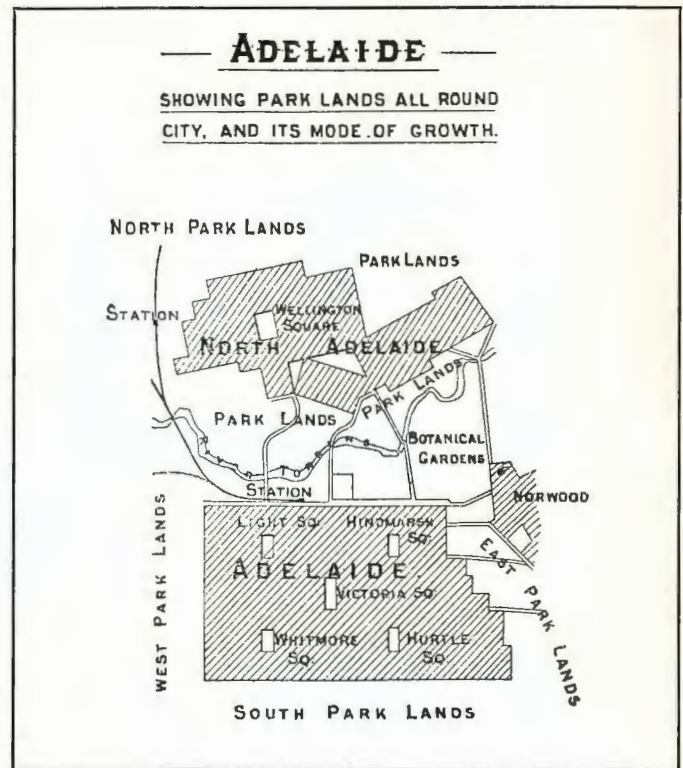 ADELAIDE
SHOWING PARK LANDS ALL ROUND
CITY, AND ITS MODE.OF GROWTH.
NORTH PARK LANDS
PARK LANDS
STATION
WELLINGTON
SQUARE
NORTH ADELAIDE
PARK LANDS
PARK LANDS
RIVER TORRENS
BOTANICAL
GARDENS
STATION
NORWOOD
LIGHT SQ.
HINDMARSH
SQ.
EAST PARK LANDS
WEST PARK LANDS
ADELAIDE.
VICTORIA SQ.
WHITMORE
SQ.
HURTLE
SQ.
SOUTH PARK LANDS